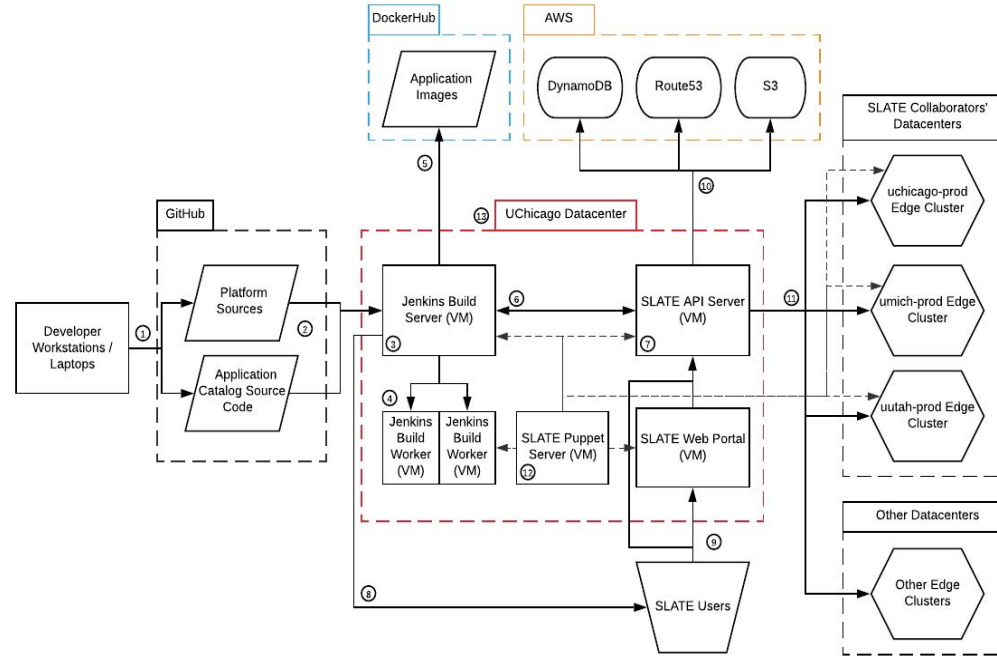 DockerHub
AWS
Application
Images
DynamoDB
Route53
S3
SLATE Collaborators'
Datacenters
5
10
uchicago-prod
Edge Cluster
GitHub
13
UChicago Datacenter
Platform
Sources
Jenkins Build
Server (VM)
3
6
SLATE API Server
(VM)
7
11
umich-prod Edge
Cluster
Developer
Workstations /
Laptops
1
2
Application
Catalog Source
Code
4
Jenkins
Build
Worker
(VM)
Jenkins
Build
Worker
(VM)
SLATE Puppet
Server (VM)
12
SLATE Web Portal
(VM)
uutah-prod Edge
Cluster
Other Datacenters
9
8
SLATE Users
Other Edge
Clusters